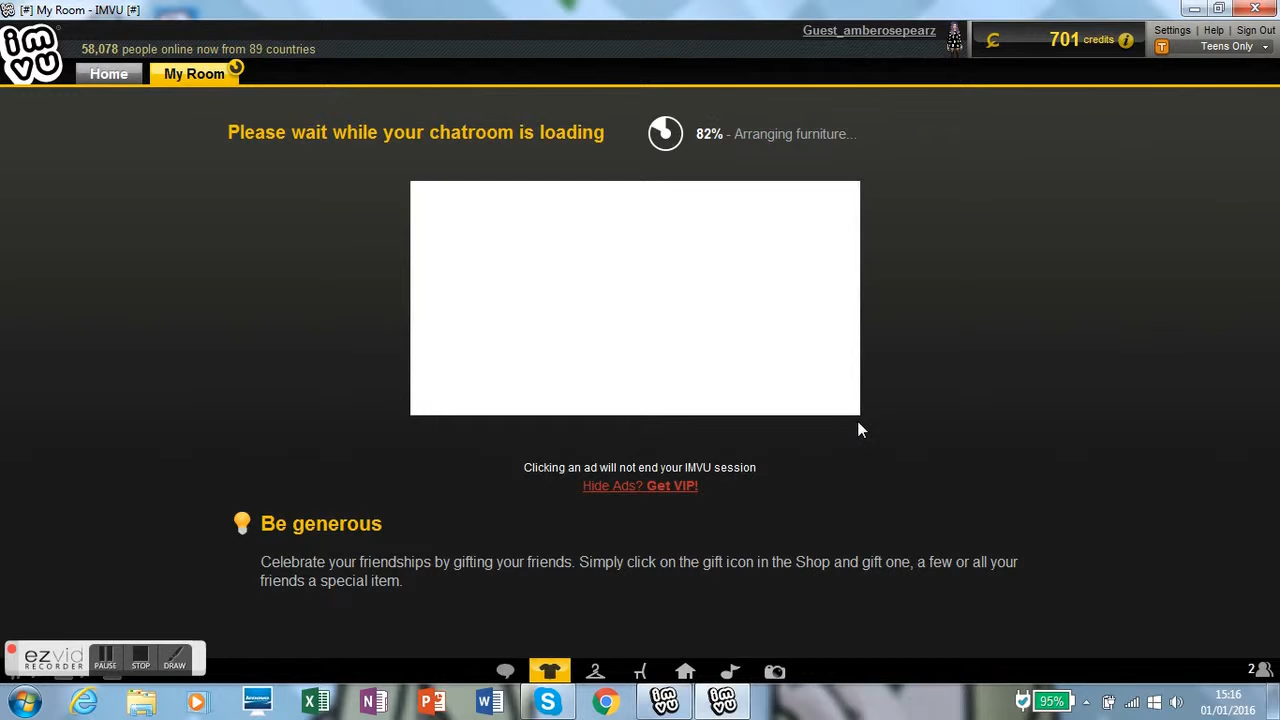 [#] My Room - IMVU [#]
imvu
58,078 people online now from 89 countries
Guest_amberosepearz
701 credits i
Settings | Help | Sign Out
T Teens Only
Home
My Room
Please wait while your chatroom is loading
82% - Arranging furniture...
Clicking an ad will not end your IMVU session
Hide Ads? Get VIP!
Be generous
Celebrate your friendships by gifting your friends. Simply click on the gift icon in the Shop and gift one, a few or all your
friends a special item.
ezvid
RECORDER
PAUSE
STOP
DRAW
2
95%
15:16
01/01/2016